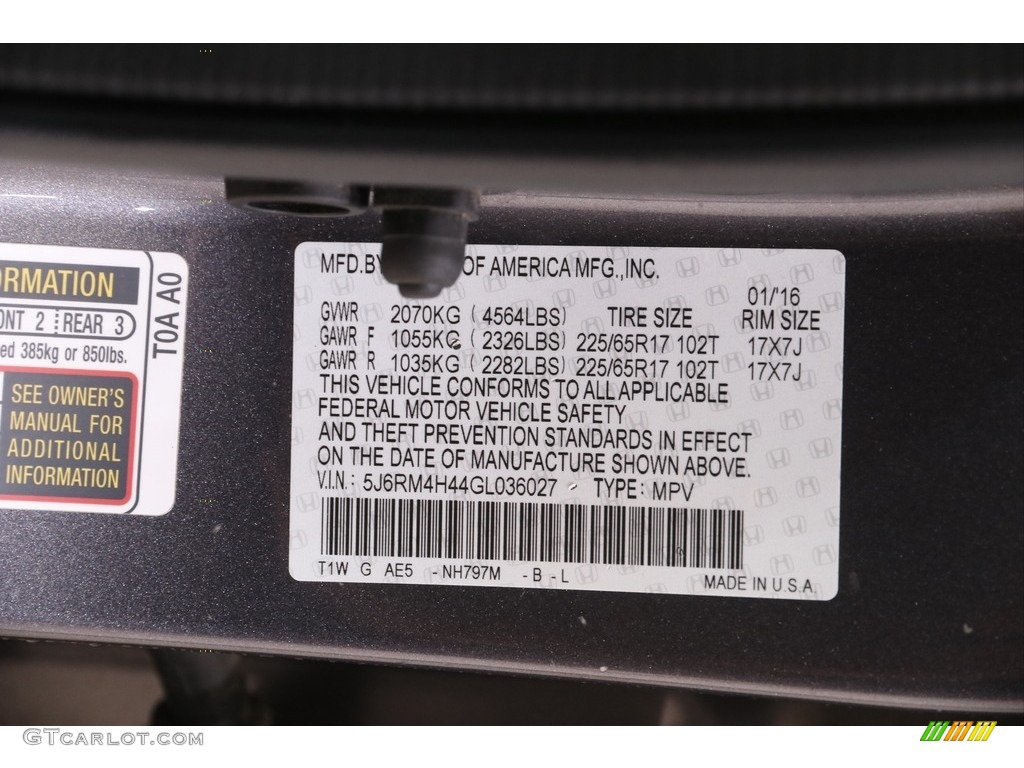 ORMATION
ONT 2 REAR 3
ed 385kg or 850lbs.
SEE OWNER'S
MANUAL FOR
ADDITIONAL
INFORMATION
T0A A0
MFD.BY OF AMERICA MFG.,INC.
01/'16
GVWR 2070KG ( 4564LBS) TIRE SIZE RIM SIZE
GAWR F 1055KG ( 2326LBS) 225/65R17 102T 17X7J
GAWR R 1035KG ( 2282LBS) 225/65R17 102T 17X7J
THIS VEHICLE CONFORMS TO ALL APPLICABLE
FEDERAL MOTOR VEHICLE SAFETY
AND THEFT PREVENTION STANDARDS IN EFFECT
ON THE DATE OF MANUFACTURE SHOWN ABOVE.
V.I.N: 5J6RM4H44GL036027 TYPE: MPV
T1W G AE5 -NH797M -B -L
MADE IN U.S.A.
GTcarlot.com